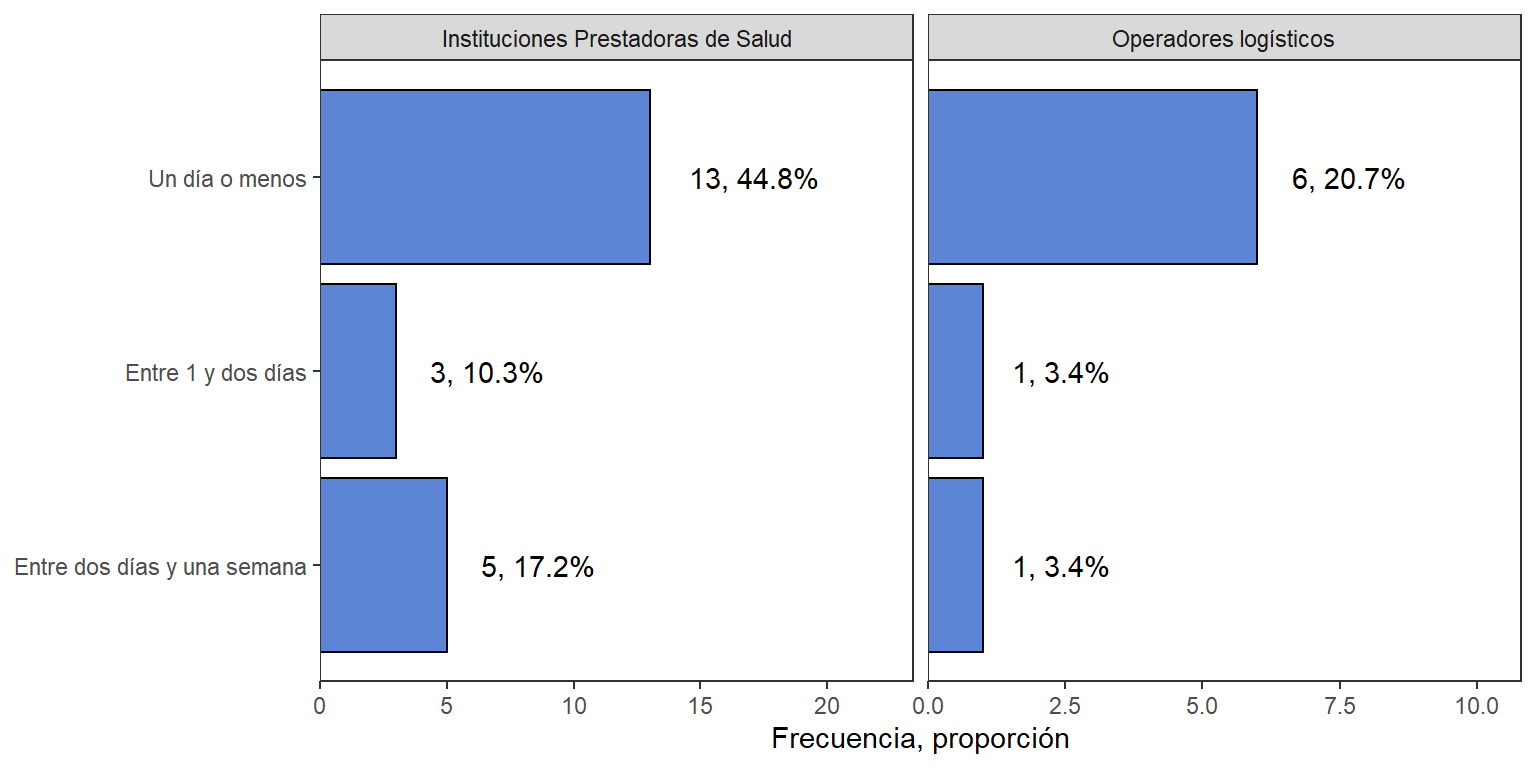 Instituciones Prestadoras de Salud
Operadores logísticos
Un día o menos
13, 44.8%
6, 20.7%
Entre 1 y dos días
3, 10.3%
1, 3.4%
Entre dos días y una semana
5, 17.2%
1, 3.4%
0
5
10
15
20
0.0
2.5
5.0
7.5
10.0
Frecuencia, proporción